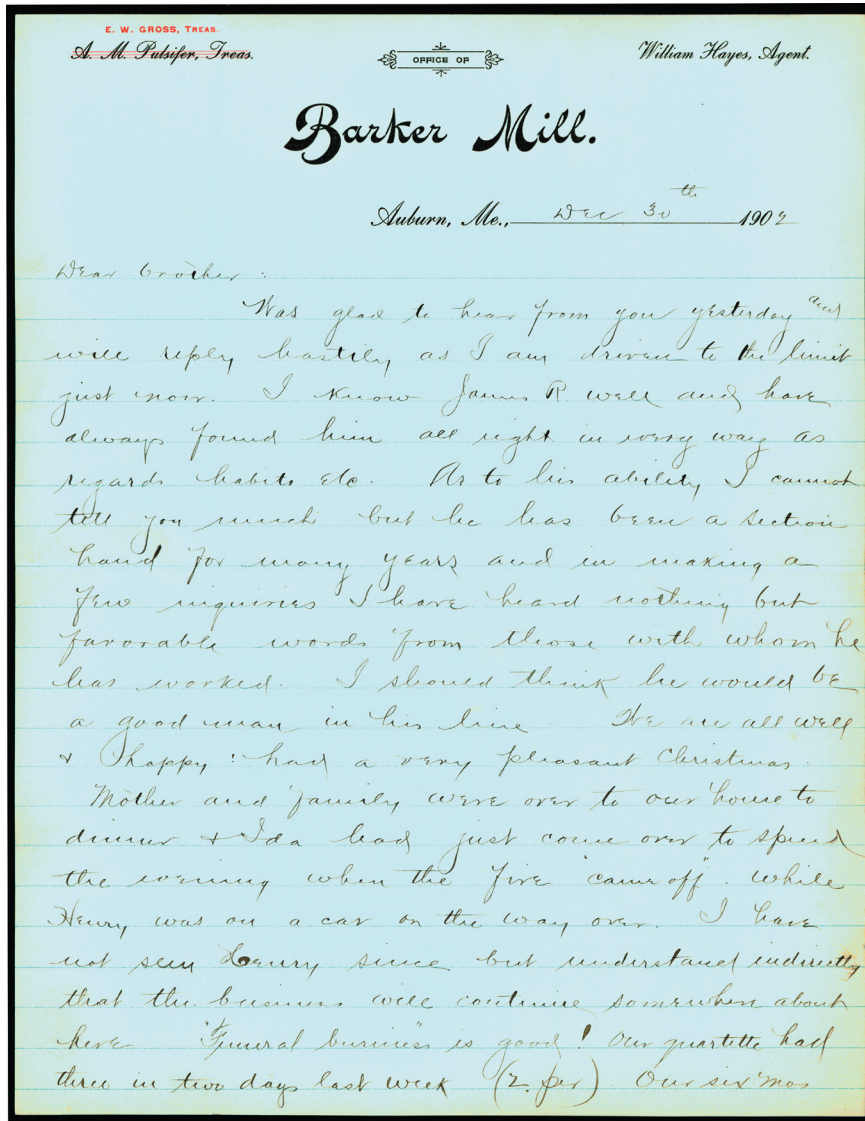 E. W. GROSS, TREAS.
A. M. Pulsifer, Treas.
OFFICE OF
William Hayes, Agent.
Barker Mill.
Auburn, Me., Dec 30th 1902
Dear brother:
Was glad to hear from you yesterday and
will reply hastily as I am driven to the limit
just now. I know James R well and have
always found him all right in every way as
regards habits etc. As to his ability I cannot
tell you much but he has been a section
hand for many years and in making a
few inquiries I have heard nothing but
favorable words from those with whom he
has worked. I should think he would be
a good man in his line We are all well
& happy: had a very pleasant Christmas.
Mother and family were over to our home to
dinner & Ida had just come over to spend
the evening when the fire "came off" while
Henry was on a car on the way over. I have
not seen Henry since but understand indirectly
that the business will continue somewhere about
here "Funeral business" is good! Our quartette had
three in two days last week (2. per) Our six mos